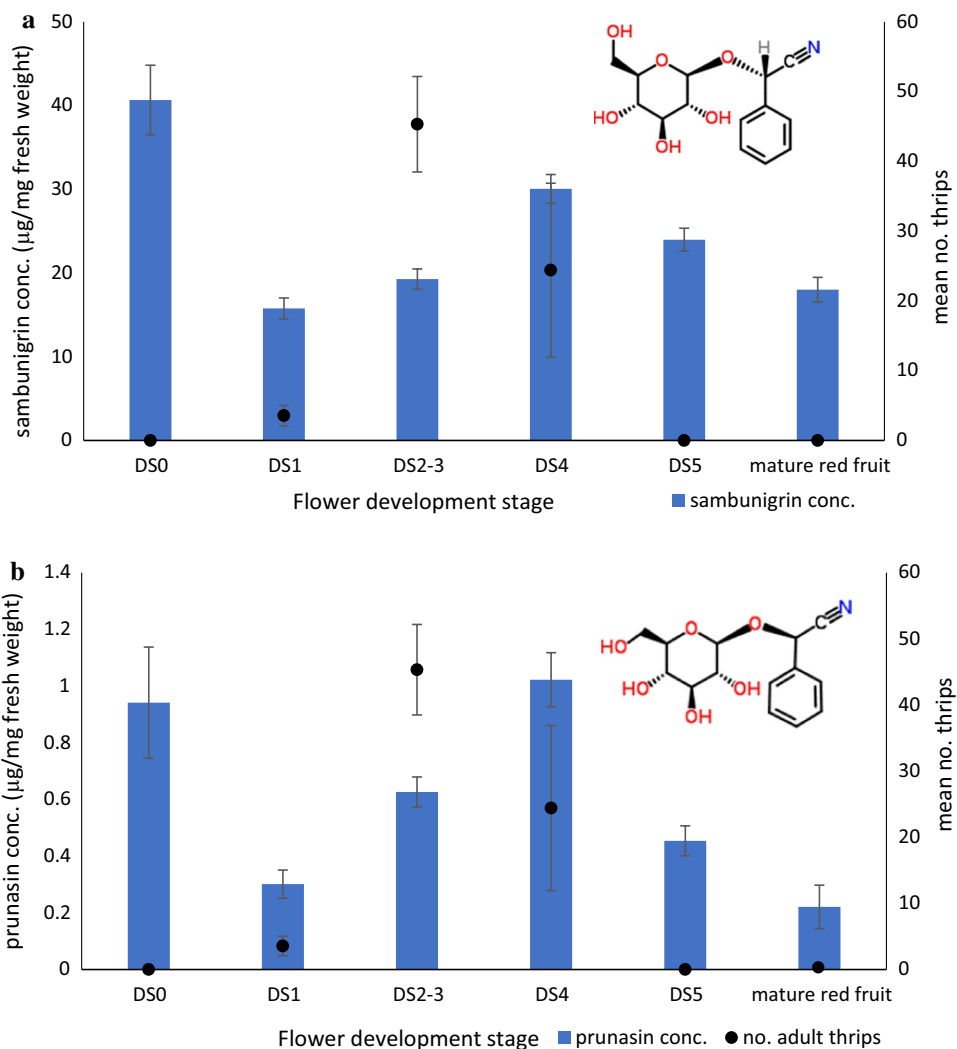 a
sambunigrin conc. (µg/mg fresh weight)
50
40
30
20
10
0
60
50
40
30
20
10
0
mean no. thrips
OH
O
HO
OH
OH
O
H
C
N
DS0 DS1 DS2-3 DS4 DS5 mature red fruit
Flower development stage
sambunigrin conc.
b
prunasin conc. (µg/mg fresh weight)
1.4
1.2
1
0.8
0.6
0.4
0.2
0
60
50
40
30
20
10
0
mean no. thrips
HO
O
HO
OH
OH
O
C
N
DS0 DS1 DS2-3 DS4 DS5 mature red fruit
Flower development stage
prunasin conc.
no. adult thrips